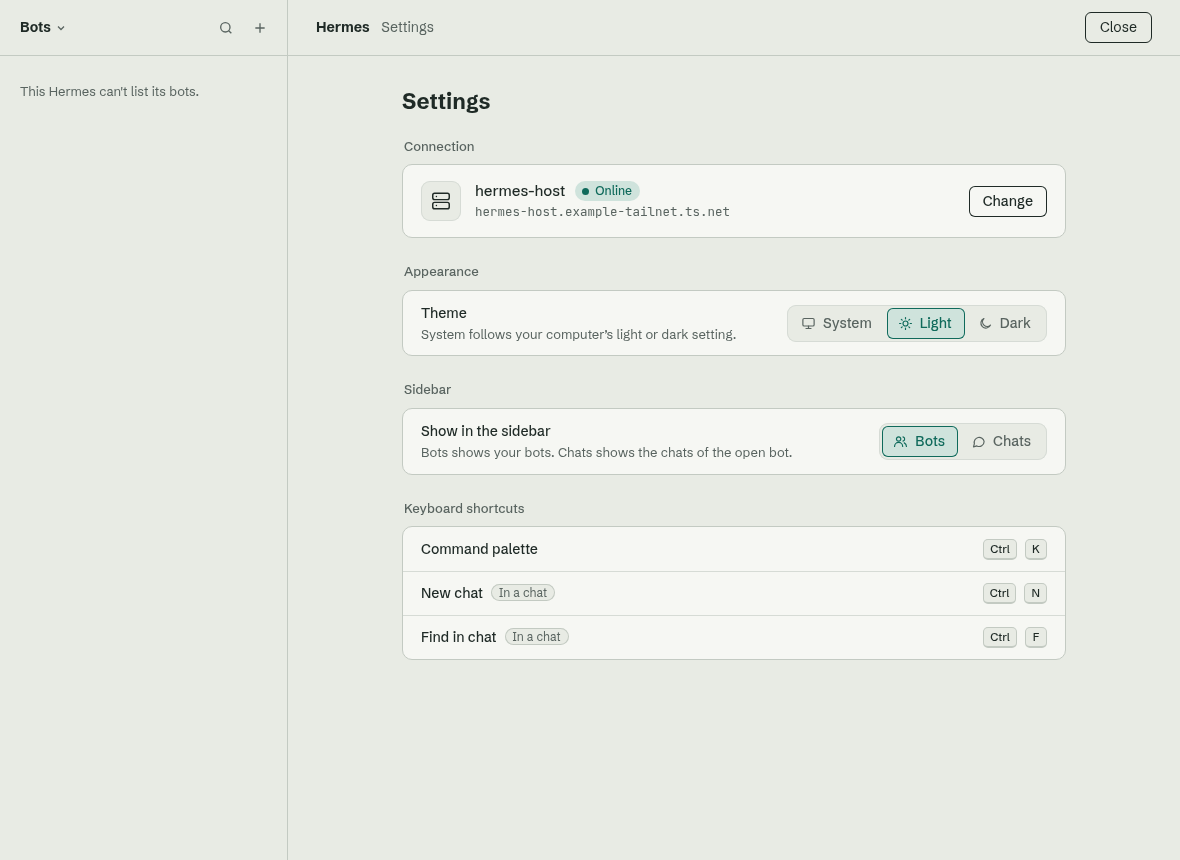 Bots
Hermes Settings
Close
This Hermes can't list its bots.
Settings
Connection
hermes-host Online
hermes-host.example-tailnet.ts.net
Change
Appearance
Theme
System follows your computer’s light or dark setting.
System Light Dark
Sidebar
Show in the sidebar
Bots shows your bots. Chats shows the chats of the open bot.
Bots Chats
Keyboard shortcuts
Command palette Ctrl K
New chat In a chat Ctrl N
Find in chat In a chat Ctrl F